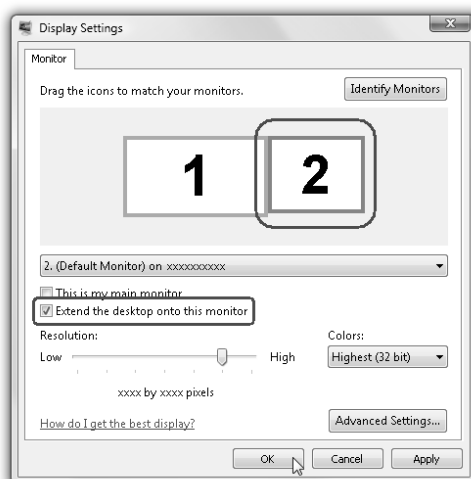 Display Settings
Monitor
Drag the icons to match your monitors.
Identify Monitors
1
2
2. (Default Monitor) on xxxxxxxxxx
This is my main monitor
Extend the desktop onto this monitor
Resolution:
Colors:
Low
High
Highest (32 bit)
xxxx by xxxx pixels
How do I get the best display?
Advanced Settings...
OK
Cancel
Apply